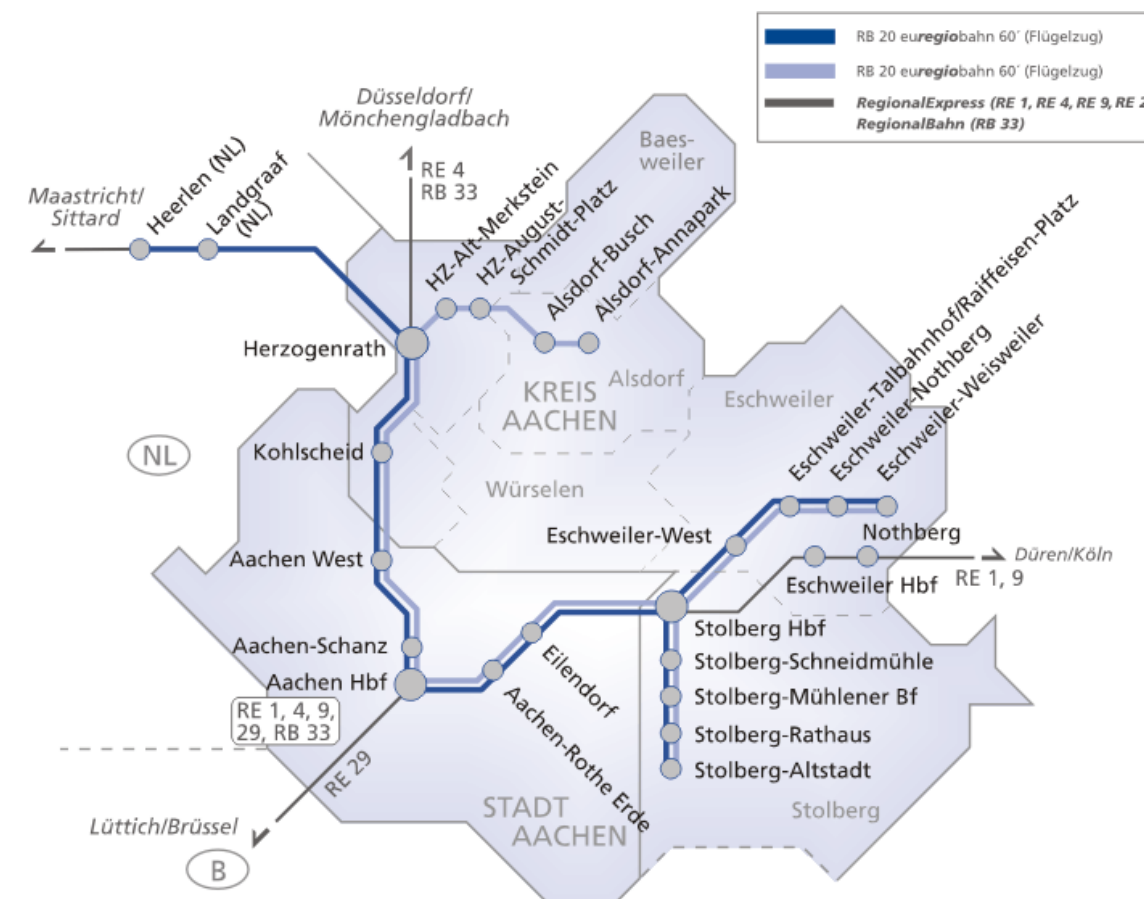 RB 20 euregiobahn 60´ (Flügelzug)
RB 20 euregiobahn 60´ (Flügelzug)
RegionalExpress (RE 1, RE 4, RE 9, RE 2
RegionalBahn (RB 33)
Düsseldorf/
Mönchengladbach
RE 4
RB 33
Baes-
weiler
Maastricht/
Sittard
Heerlen (NL)
Landgraaf
(NL)
HZ-Alt-Merkstein
HZ-August-
Schmidt-Platz
Alsdorf-Busch
Alsdorf-Annapark
Herzogenrath
KREIS
AACHEN
Alsdorf
Eschweiler
Eschweiler-Talbahnhof/Raiffeisen-Platz
Eschweiler-Nothberg
Eschweiler-Weisweiler
NL
Kohlscheid
Würselen
Eschweiler-West
Nothberg
Aachen West
Düren/Köln
RE 1, 9
Eschweiler Hbf
Stolberg Hbf
Aachen-Schanz
Eilendorf
Stolberg-Schneidmühle
Aachen Hbf
Stolberg-Mühlener Bf
RE 1, 4, 9,
29, RB 33
Aachen-Rothe Erde
Stolberg-Rathaus
Stolberg-Altstadt
RE 29
STADT
AACHEN
Stolberg
Lüttich/Brüssel
B